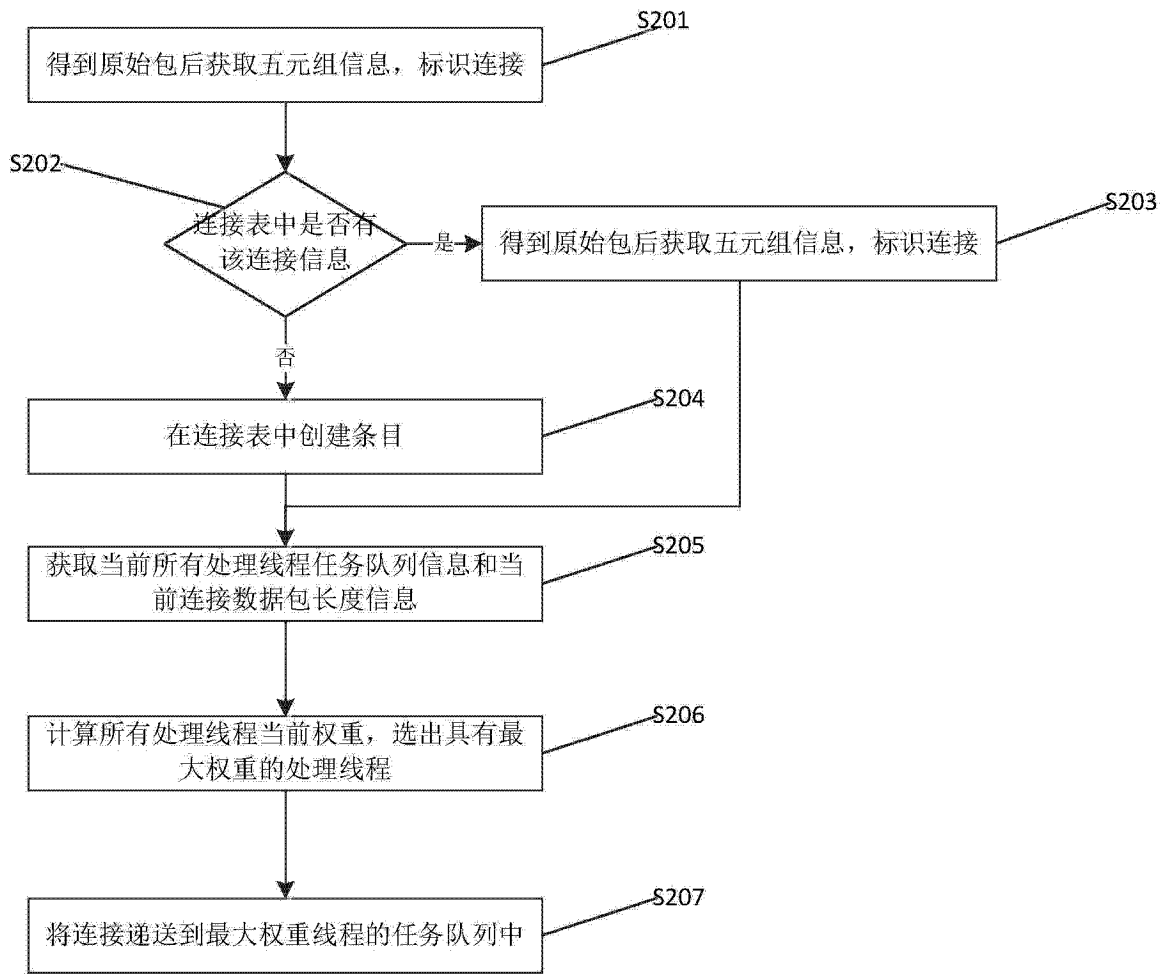 S201
得到原始包后获取五元组信息，标识连接
S202
连接表中是否有
该连接信息
是
S203
得到原始包后获取五元组信息，标识连接
否
S204
在连接表中创建条目
S205
获取当前所有处理线程任务队列信息和当
前连接数据包长度信息
S206
计算所有处理线程当前权重，选出具有最
大权重的处理线程
S207
将连接递送到最大权重线程的任务队列中